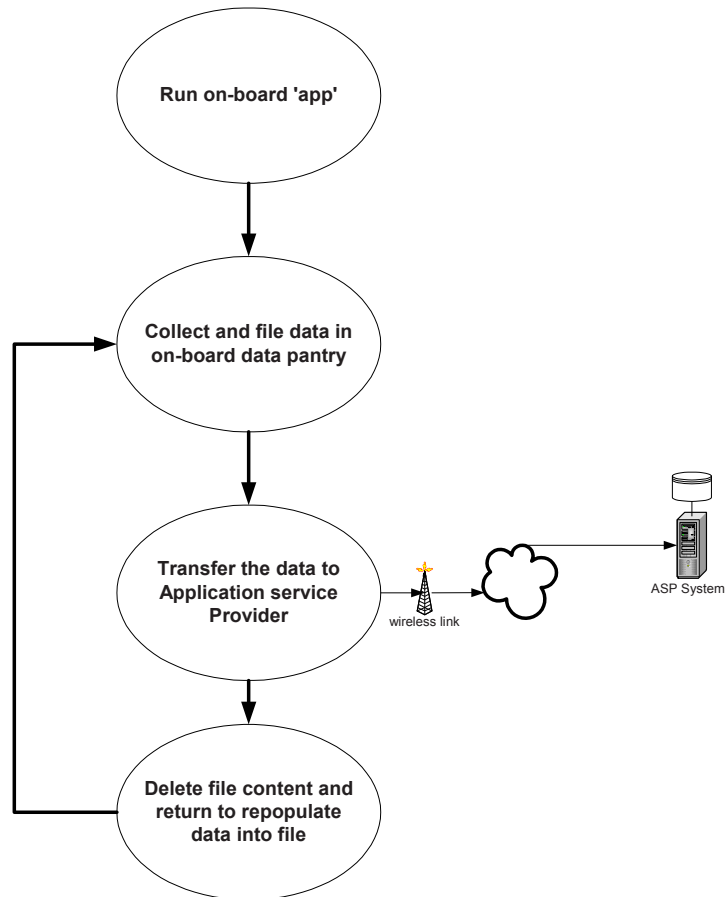 Run on-board 'app'
Collect and file data in
on-board data pantry
Transfer the data to
Application service
Provider
wireless link
ASP System
Delete file content and
return to repopulate
data into file